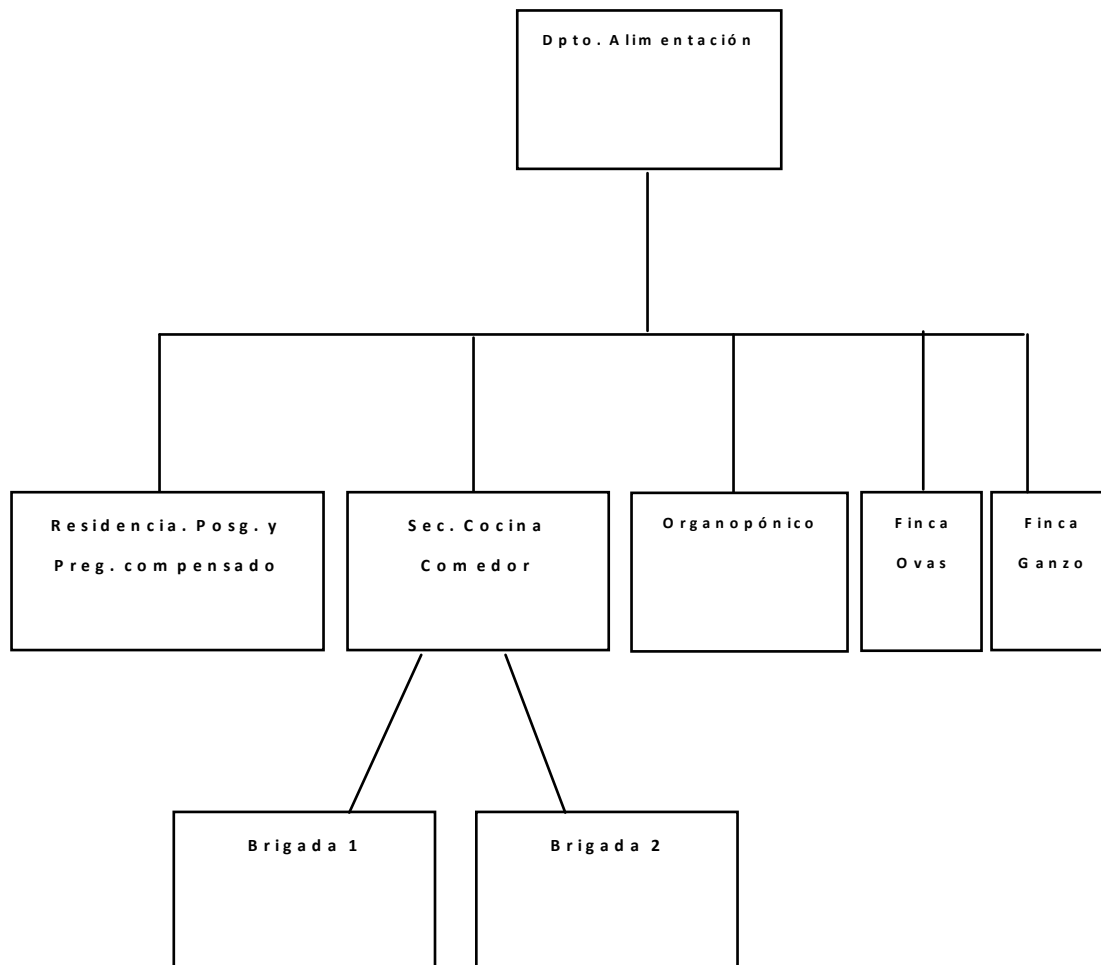 Dpto. Alimentación
Residencia. Posg. y
Preg. compensado
Sec. Cocina
Comedor
Organopónico
Finca
Ovas
Finca
Ganzo
Brigada 1
Brigada 2